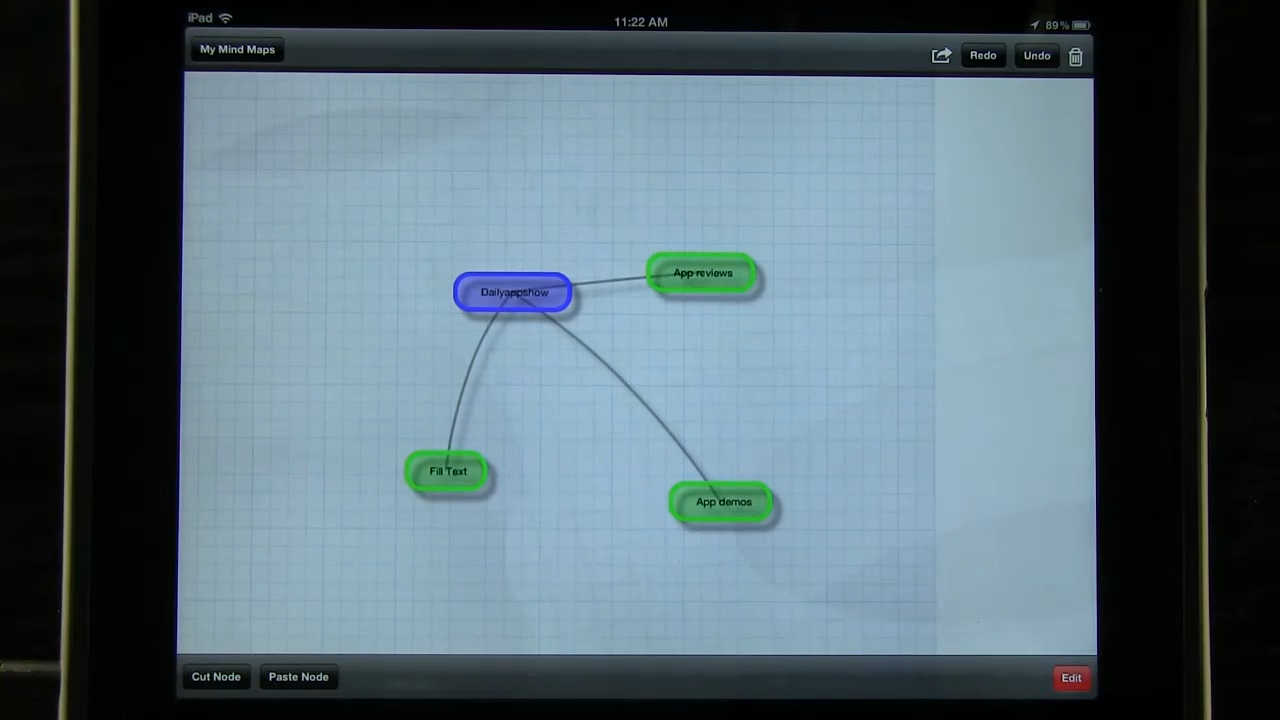 iPad
11:22 AM
89%
My Mind Maps
Redo
Undo
App reviews
Dailyappshow
Fill Text
App demos
Cut Node
Paste Node
Edit